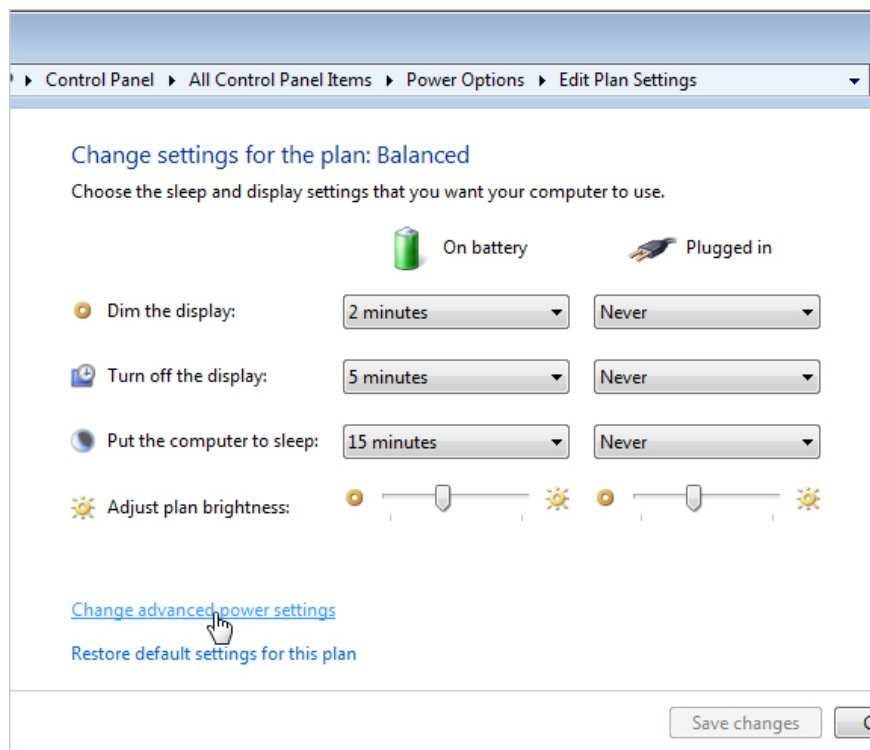 Control Panel ▸ All Control Panel Items ▸ Power Options ▸ Edit Plan Settings
Change settings for the plan: Balanced
Choose the sleep and display settings that you want your computer to use.
On battery Plugged in
Dim the display: 2 minutes Never
Turn off the display: 5 minutes Never
Put the computer to sleep: 15 minutes Never
Adjust plan brightness:
Change advanced power settings
Restore default settings for this plan
Save changes